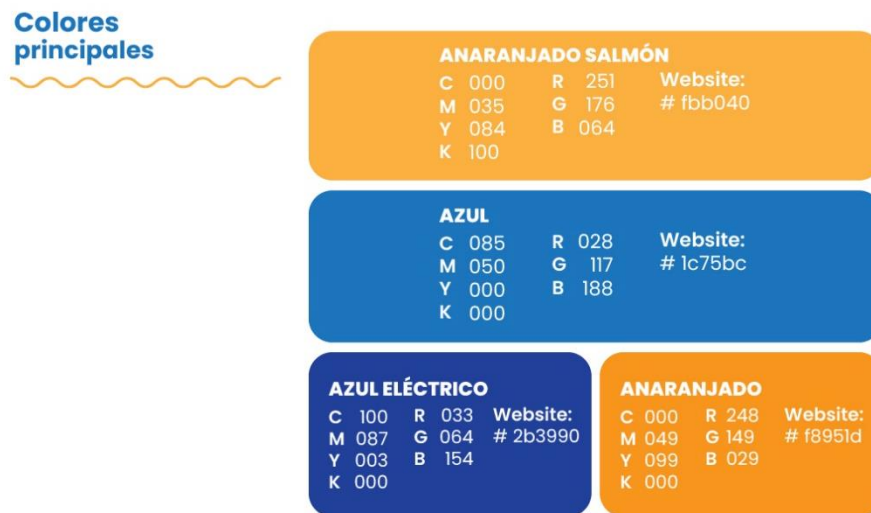 Colores
principales
ANARANJADO SALMÓN
C 000 R 251 Website:
M 035 G 176 # fbb040
Y 084 B 064
K 100
AZUL
C 085 R 028 Website:
M 050 G 117 # 1c75bc
Y 000 B 188
K 000
AZUL ELÉCTRICO
C 100 R 033 Website:
M 087 G 064 # 2b3990
Y 003 B 154
K 000
ANARANJADO
C 000 R 248 Website:
M 049 G 149 # f8951d
Y 099 B 029
K 000